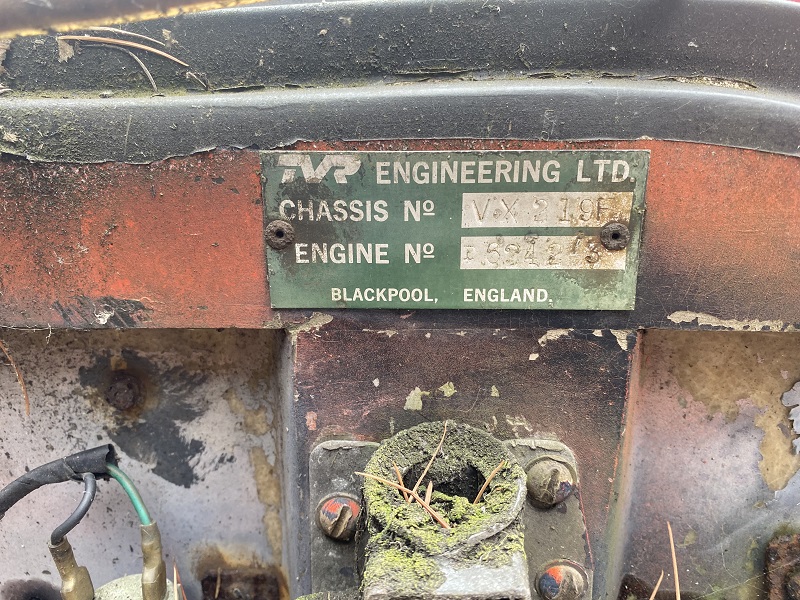 TVR ENGINEERING LTD.
CHASSIS Nº VX219F
ENGINE Nº
BLACKPOOL, ENGLAND.